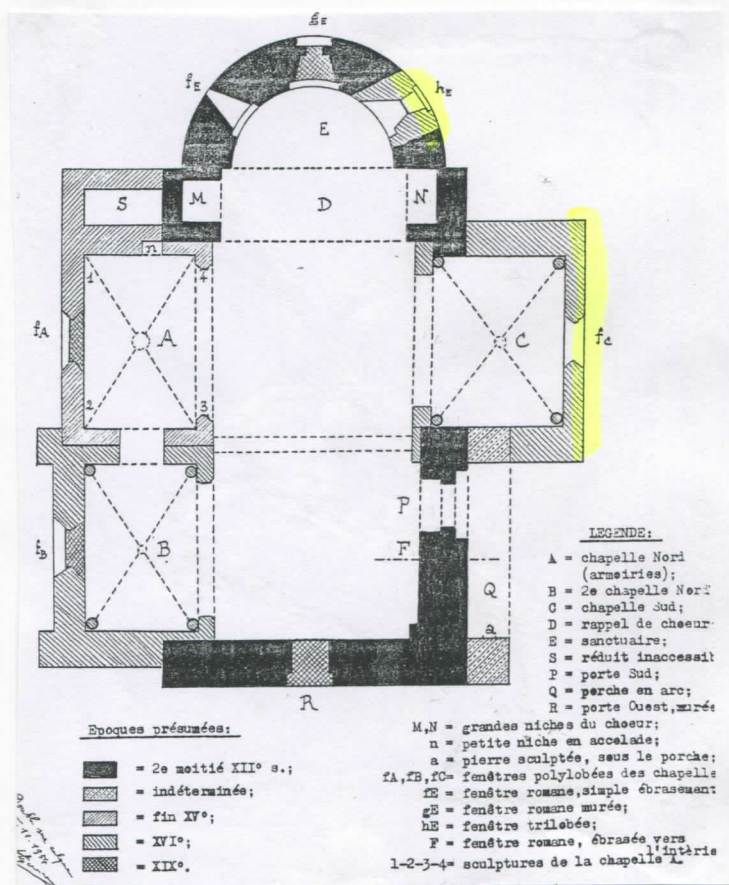 gE
fE
hE
E
S
M
D
N
n
1
4
fA
A
C
fC
2
3
P
fB
B
F
Q
a
R
LEGENDE:
A = chapelle Nord
(armoiries);
B = 2e chapelle Nord
C = chapelle Sud;
D = rappel de choeur
E = sanctuaire;
S = réduit inaccessi
P = porte Sud;
Q = porche en arc;
R = porte Ouest,murée
M,N = grandes niches du choeur;
n = petite niche en accolade;
a = pierre sculptée, sous le porche;
fA,fB,fC= fenêtres polylobées des chapelle
fE = fenêtre romane,simple ébrasement
gE = fenêtre romane murée;
hE = fenêtre trilobée;
F = fenêtre romane, ébrasée vers
l'intérie
1-2-3-4= sculptures de la chapelle A.
Epoques présumées:
= 2e moitié XII° s.;
= indéterminée;
= fin XV°;
= XVI°;
= XIX°.